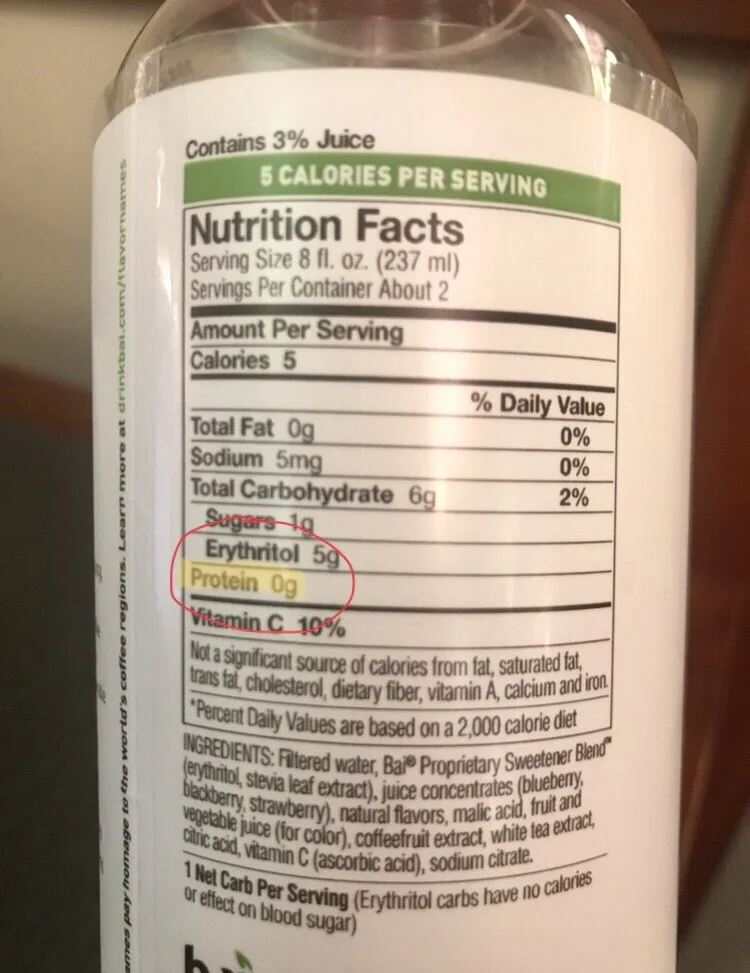 Contains 3% Juice
5 CALORIES PER SERVING
Nutrition Facts
Serving Size 8 fl. oz. (237 ml)
Servings Per Container About 2
Amount Per Serving
Calories 5
% Daily Value
Total Fat 0g 0%
Sodium 5mg 0%
Total Carbohydrate 6g 2%
Sugars 1g
Erythritol 5g
Protein 0g
Vitamin C 10%
Not a significant source of calories from fat, saturated fat,
trans fat, cholesterol, dietary fiber, vitamin A, calcium and iron.
*Percent Daily Values are based on a 2,000 calorie diet
INGREDIENTS: Filtered water, Bai® Proprietary Sweetener Blend™
(erythritol, stevia leaf extract), juice concentrates (blueberry,
blackberry, strawberry), natural flavors, malic acid, fruit and
vegetable juice (for color), coffeefruit extract, white tea extract,
citric acid, vitamin C (ascorbic acid), sodium citrate.
1 Net Carb Per Serving (Erythritol carbs have no calories
or effect on blood sugar)
pay homage to the world's coffee regions. Learn more at drinkbai.com/flavornames